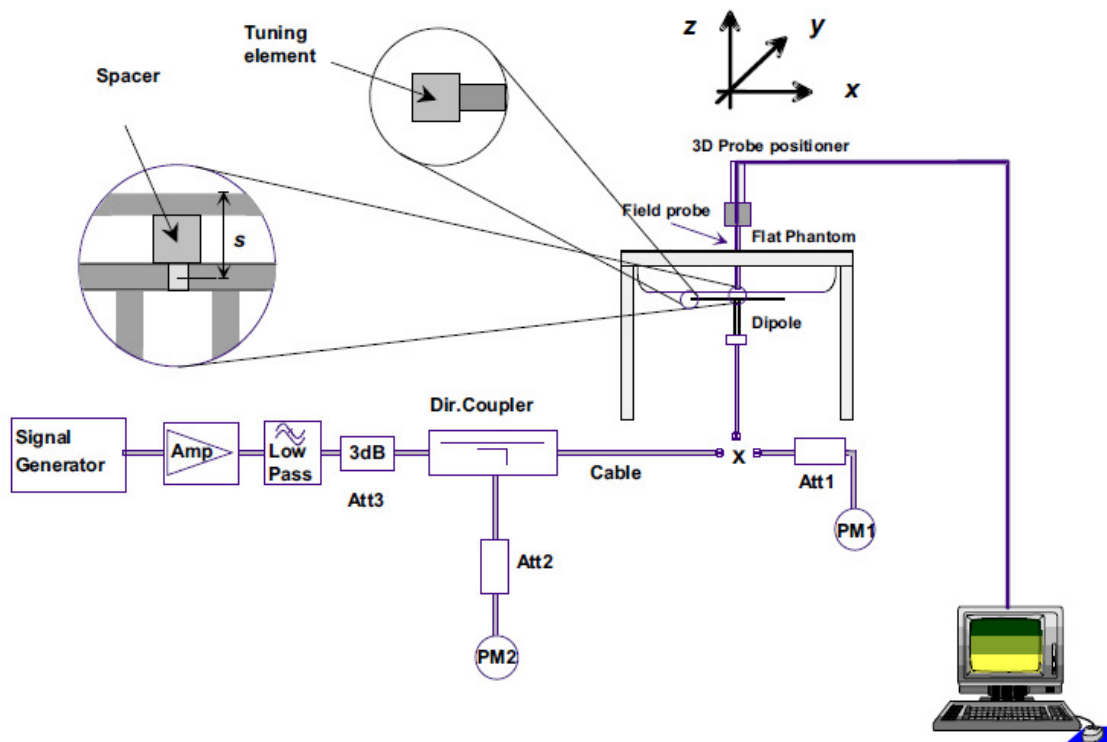 Tuning
element
Spacer
s
z
y
x
3D Probe positioner
Field probe
Flat Phantom
Dipole
Dir.Coupler
Signal
Generator
Amp
Low
Pass
3dB
Att3
Cable
x
Att1
PM1
Att2
PM2